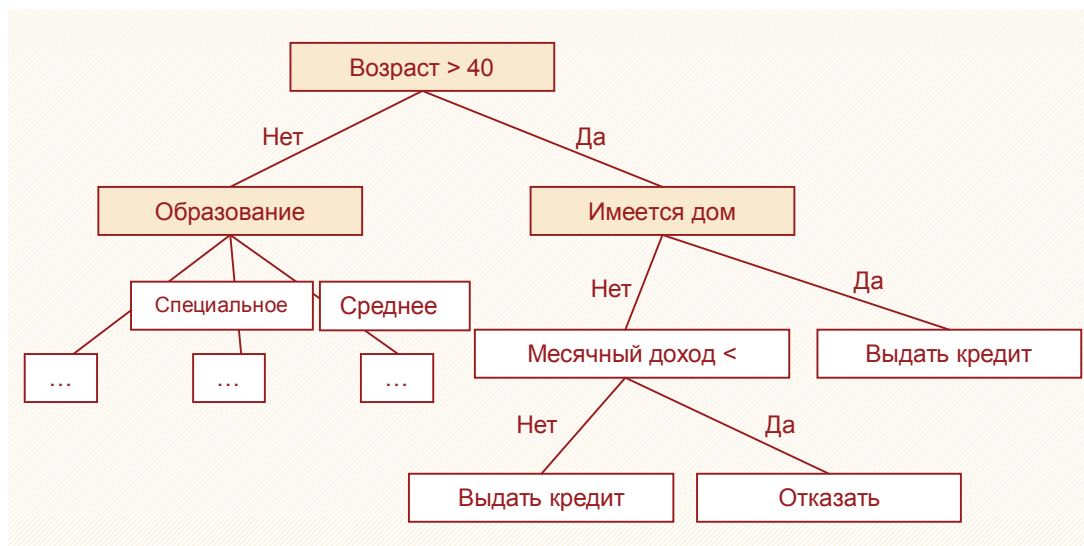 Возраст > 40
Нет
Да
Образование
Имеется дом
Специальное
Среднее
Нет
Да
…
…
…
Месячный доход <
Выдать кредит
Нет
Да
Выдать кредит
Отказать